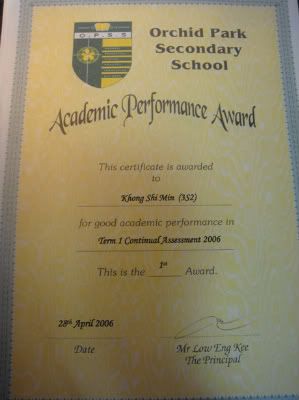 O.P.S.S
Orchid Park
Secondary
School
Academic Performance Award
This certificate is awarded
to
Khong Shi Min (3S2)
for good academic performance in
Term 1 Continual Assessment 2006
This is the 1st Award.
28th April 2006
Date
Mr Low Eng Kee
The Principal